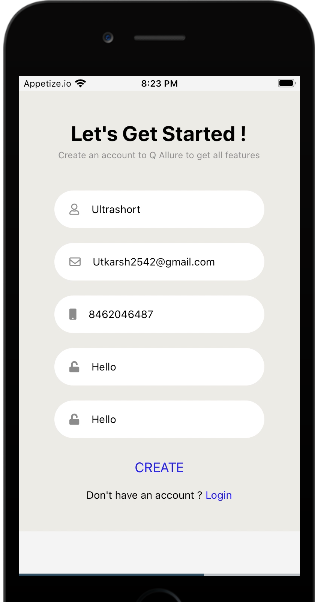 Appetize.io 8:23 PM
Let's Get Started !
Create an account to Q Allure to get all features
Ultrashort
Utkarsh2542@gmail.com
8462046487
Hello
Hello
CREATE
Don't have an account ? Login